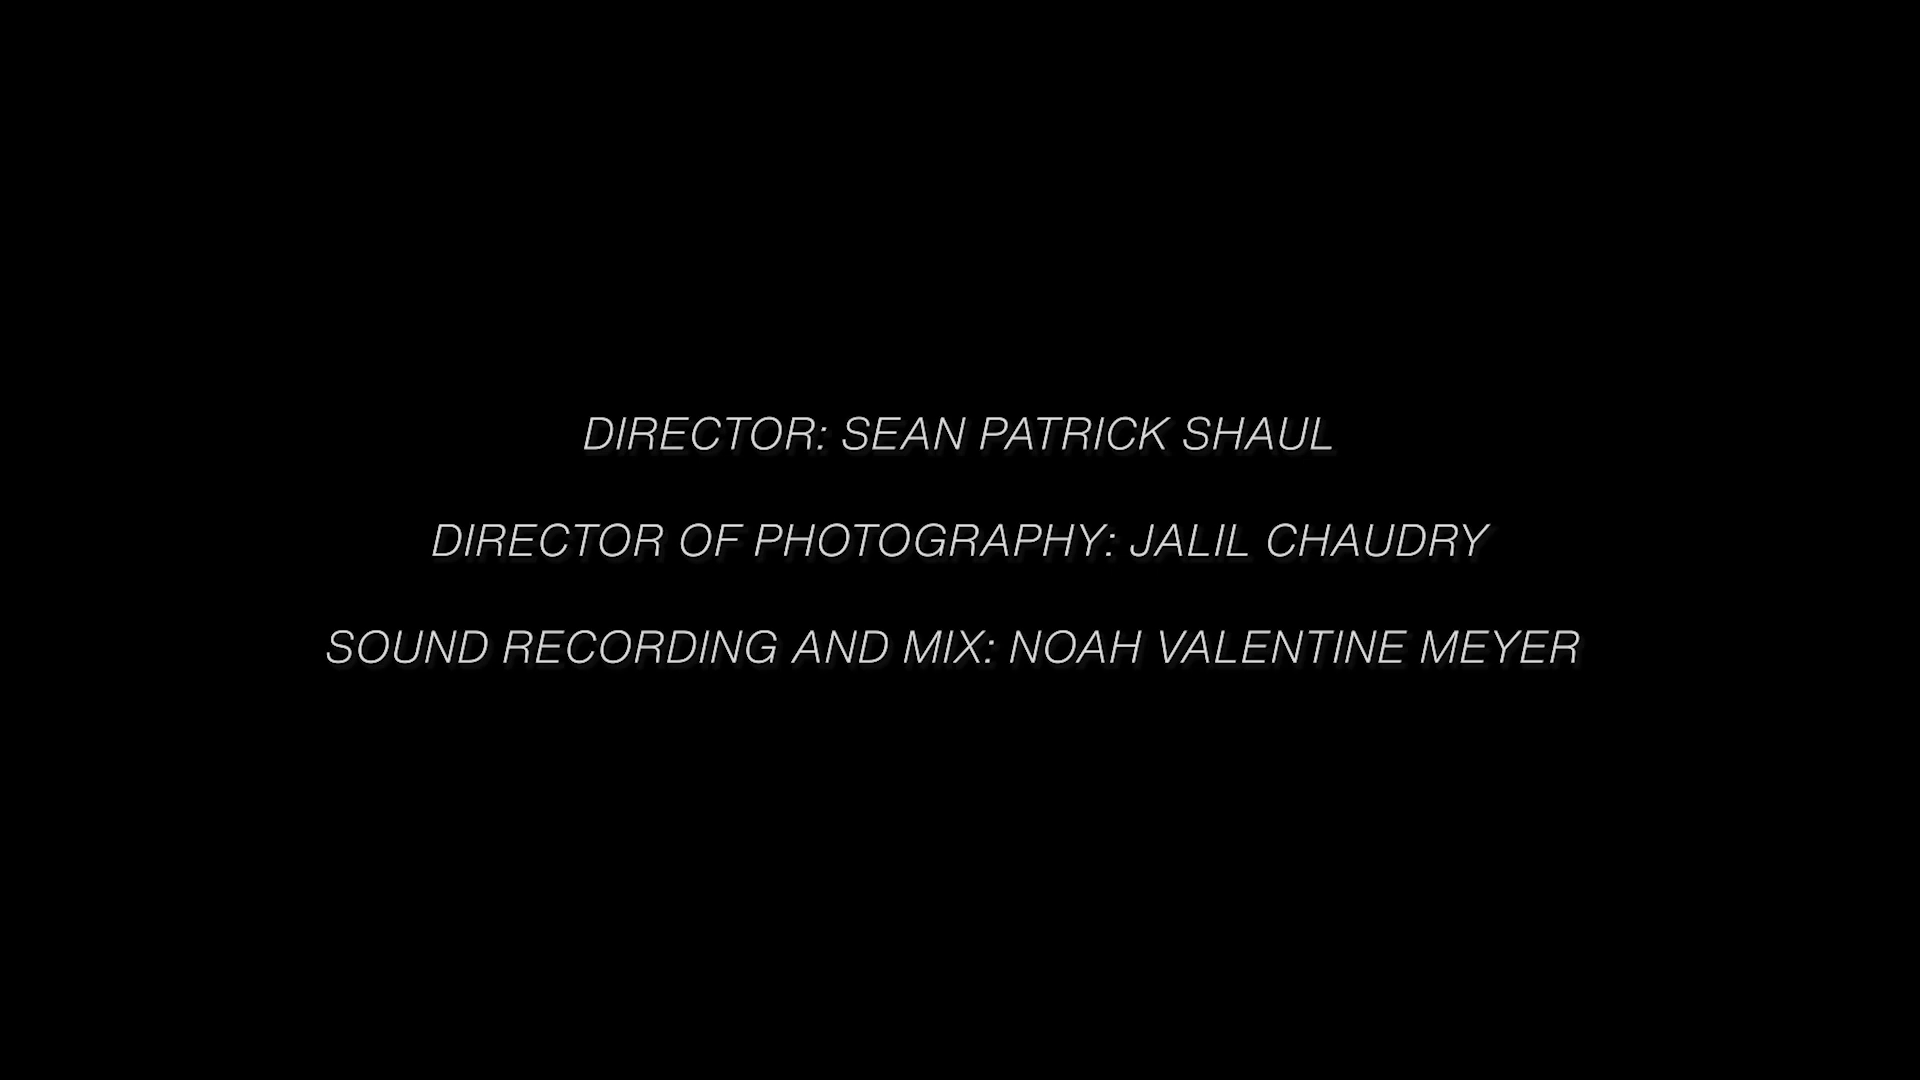 DIRECTOR: SEAN PATRICK SHAUL
DIRECTOR OF PHOTOGRAPHY: JALIL CHAUDRY
SOUND RECORDING AND MIX: NOAH VALENTINE MEYER